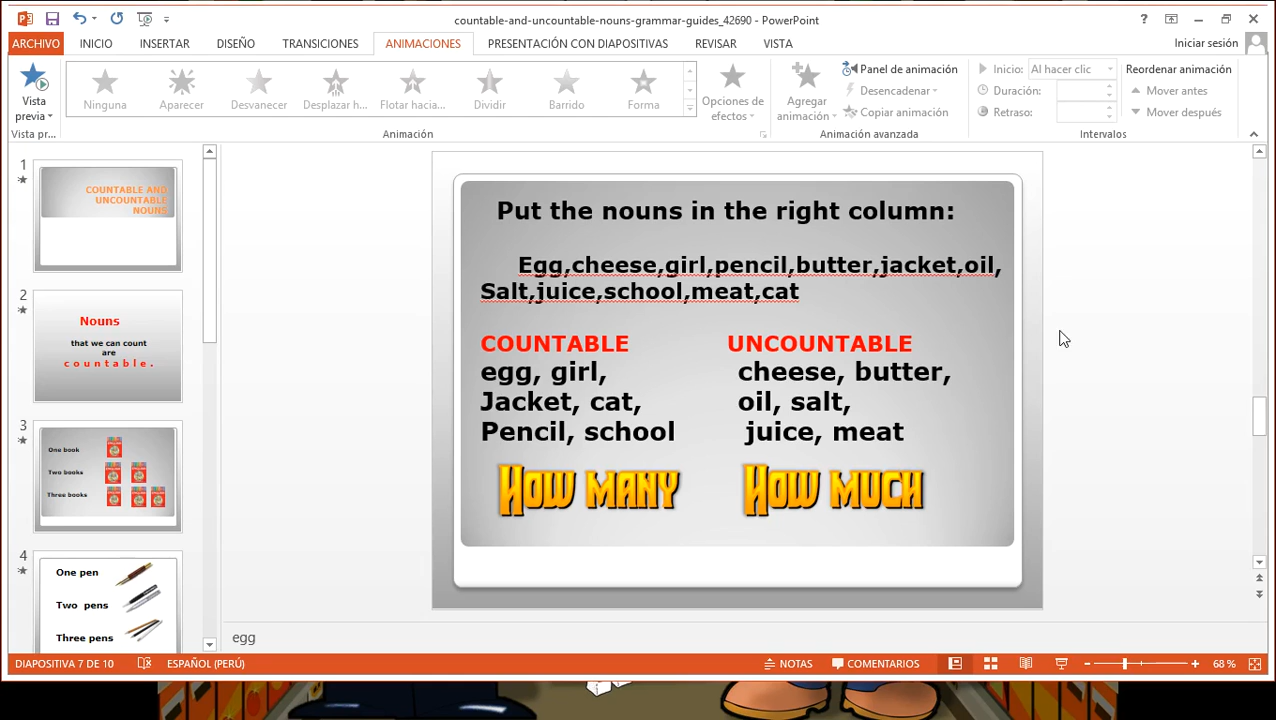 countable-and-uncountable-nouns-grammar-guides_42690 - PowerPoint
?
ARCHIVO INICIO INSERTAR DISEÑO TRANSICIONES ANIMACIONES PRESENTACIÓN CON DIAPOSITIVAS REVISAR VISTA Iniciar sesión
Vista
previa
Ninguna Aparecer Desvanecer Desplazar h... Flotar hacia... Dividir Barrido Forma
Opciones de
efectos
Agregar
animación
Panel de animación
Desencadenar
Copiar animación
Inicio: Al hacer clic
Duración:
Retraso:
Reordenar animación
Mover antes
Mover después
Vista pr... Animación Animación avanzada Intervalos
1
COUNTABLE AND
UNCOUNTABLE
NOUNS
2
Nouns
that we can count
are
countable.
3
One book
Two books
Three books
4
One pen
Two pens
Three pens
Put the nouns in the right column:
Egg,cheese,girl,pencil,butter,jacket,oil,
Salt,juice,school,meat,cat
COUNTABLE UNCOUNTABLE
egg, girl, cheese, butter,
Jacket, cat, oil, salt,
Pencil, school juice, meat
How many How much
egg
DIAPOSITIVA 7 DE 10 ESPAÑOL (PERÚ) NOTAS COMENTARIOS 68 %